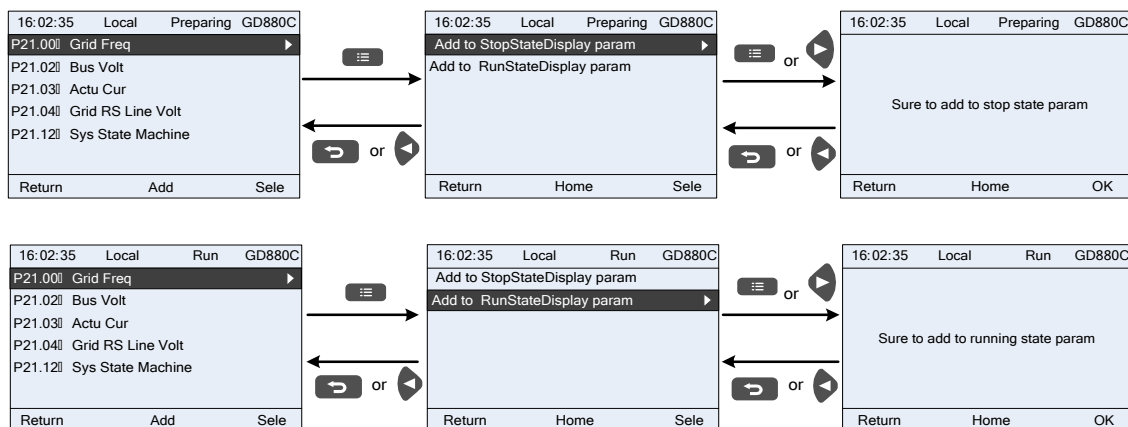 16:02:35 Local Preparing GD880C
P21.00 Grid Freq
P21.02 Bus Volt
P21.03 Actu Cur
P21.04 Grid RS Line Volt
P21.12 Sys State Machine
Return Add Sele
or
16:02:35 Local Preparing GD880C
Add to StopStateDisplay param
Add to RunStateDisplay param
Return Home Sele
or
or
16:02:35 Local Preparing GD880C
Sure to add to stop state param
Return Home OK
16:02:35 Local Run GD880C
P21.00 Grid Freq
P21.02 Bus Volt
P21.03 Actu Cur
P21.04 Grid RS Line Volt
P21.12 Sys State Machine
Return Add Sele
or
16:02:35 Local Run GD880C
Add to StopStateDisplay param
Add to RunStateDisplay param
Return Home Sele
or
or
16:02:35 Local Run GD880C
Sure to add to running state param
Return Home OK